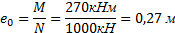 e₀ = M/N = 270кНм/1000кН = 0,27 м